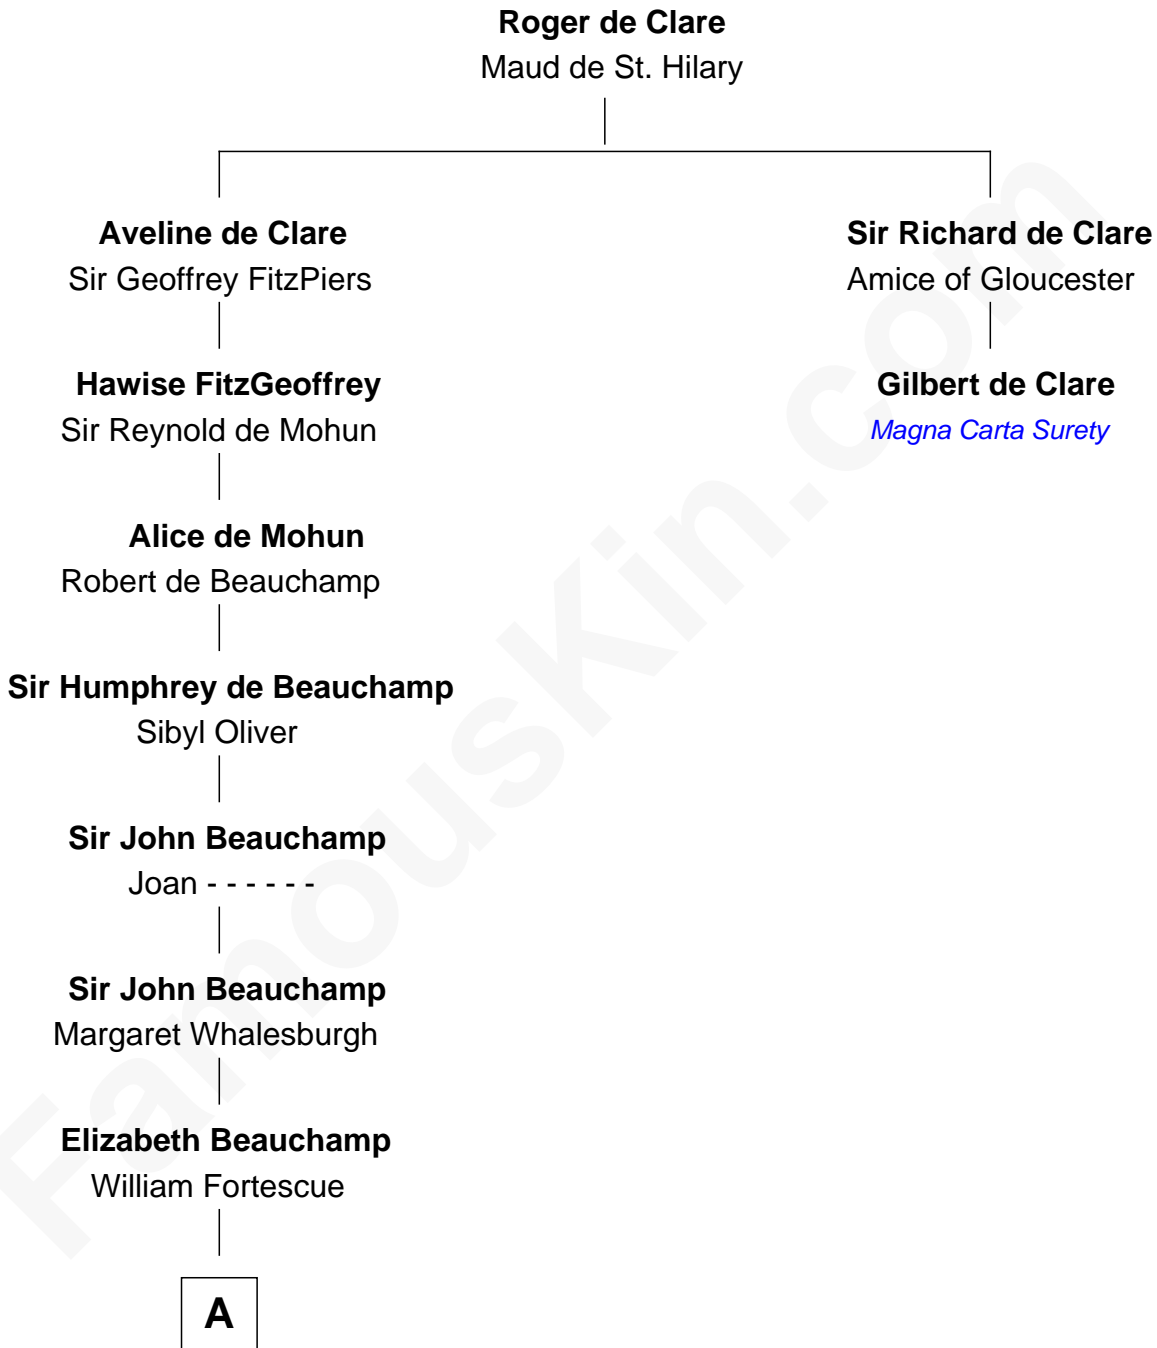 Roger de Clare
Maud de St. Hilary
Aveline de Clare
Sir Geoffrey FitzPiers
Sir Richard de Clare
Amice of Gloucester
Hawise FitzGeoffrey
Sir Reynold de Mohun
Gilbert de Clare
Magna Carta Surety
Alice de Mohun
Robert de Beauchamp
Sir Humphrey de Beauchamp
Sibyl Oliver
Sir John Beauchamp
Joan - - - - - -
Sir John Beauchamp
Margaret Whalesburgh
Elizabeth Beauchamp
William Fortescue
A
FamousKin.com